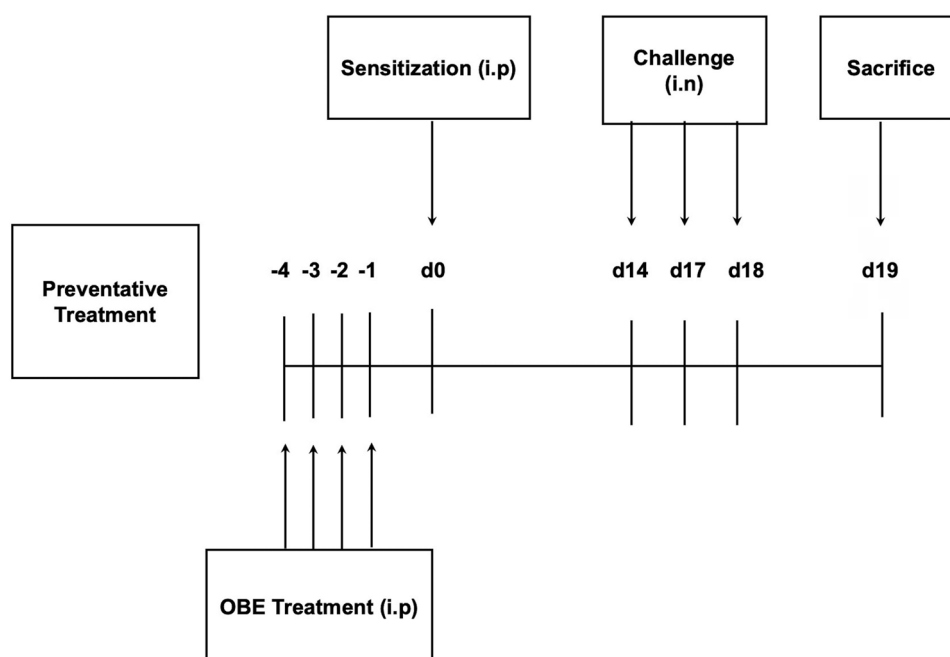 Sensitization (i.p)
Challenge
(i.n)
Sacrifice
Preventative
Treatment
-4 -3 -2 -1 d0 d14 d17 d18 d19
OBE Treatment (i.p)